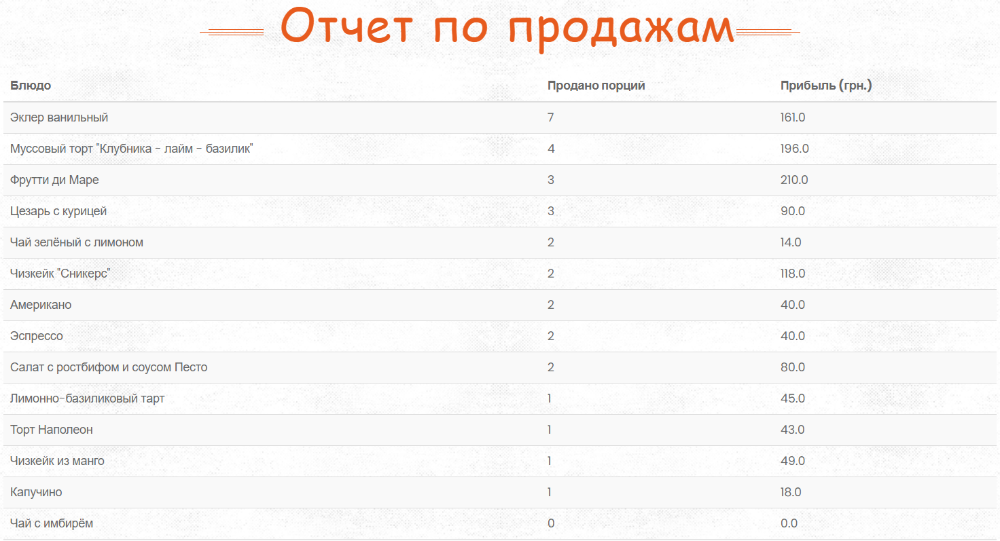 Отчет по продажам
Блюдо Продано порций Прибыль (грн.)
Эклер ванильный 7 161.0
Муссовый торт "Клубника - лайм - базилик" 4 196.0
Фрутти ди Маре 3 210.0
Цезарь с курицей 3 90.0
Чай зелёный с лимоном 2 14.0
Чизкейк "Сникерс" 2 118.0
Американо 2 40.0
Эспрессо 2 40.0
Салат с ростбифом и соусом Песто 2 80.0
Лимонно-базиликовый тарт 1 45.0
Торт Наполеон 1 43.0
Чизкейк из манго 1 49.0
Капучино 1 18.0
Чай с имбирём 0 0.0